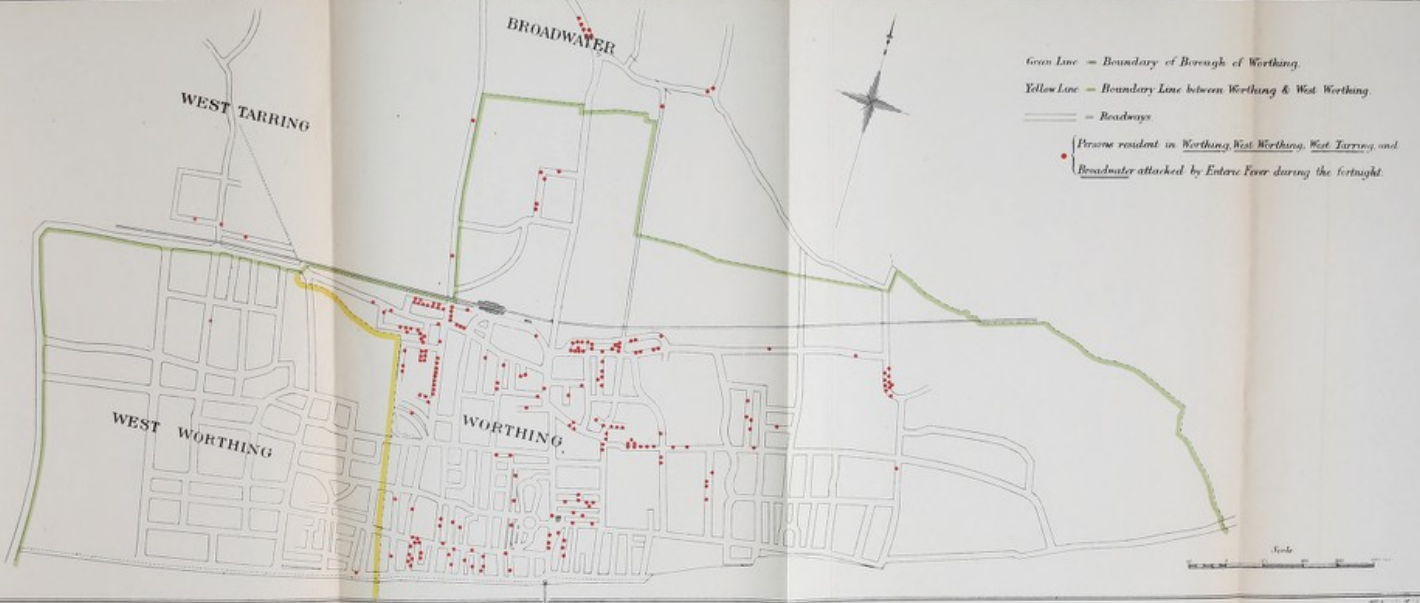 BROADWATER
WEST TARRING
Green Line = Boundary of Borough of Worthing.
Yellow Line = Boundary Line between Worthing & West Worthing.
= Roadways.
Persons resident in Worthing, West Worthing, West Tarring, and
Broadwater attacked by Enteric Fever during the fortnight.
WEST WORTHING
WORTHING
Scale